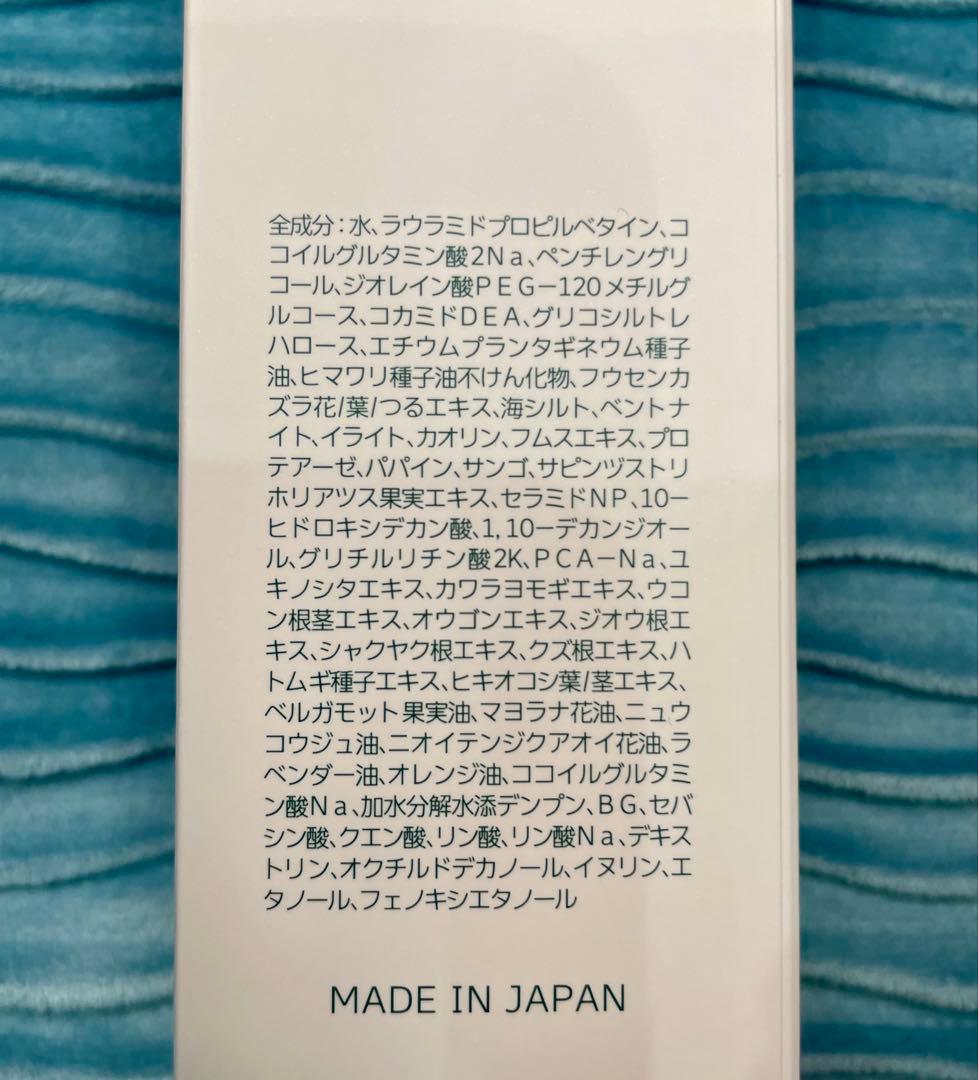 全成分：水、ラウラミドプロピルベタイン、コ
コイルグルタミン酸2Na、ペンチレングリ
コール、ジオレイン酸PEG－120メチルグ
ルコース、コカミドDEA、グリコシルトレ
ハロース、エチウムプランタギネウム種子
油、ヒマワリ種子油不けん化物、フウセンカ
ズラ花/葉/つるエキス、海シルト、ベントナ
イト、イライト、カオリン、フムスエキス、プロ
テアーゼ、パパイン、サンゴ、サピンヅストリ
ホリアツス果実エキス、セラミドNP、10－
ヒドロキシデカン酸、1,10－デカンジオー
ル、グリチルリチン酸2K、PCA－Na、ユ
キノシタエキス、カワラヨモギエキス、ウコ
ン根茎エキス、オウゴンエキス、ジオウ根エ
キス、シャクヤク根エキス、クズ根エキス、ハ
トムギ種子エキス、ヒキオコシ葉/茎エキス、
ベルガモット果実油、マヨラナ花油、ニュウ
コウジュ油、ニオイテンジクアオイ花油、ラ
ベンダー油、オレンジ油、ココイルグルタミ
ン酸Na、加水分解水添デンプン、BG、セバ
シン酸、クエン酸、リン酸、リン酸Na、デキス
トリン、オクチルドデカノール、イヌリン、エ
タノール、フェノキシエタノール
MADE IN JAPAN